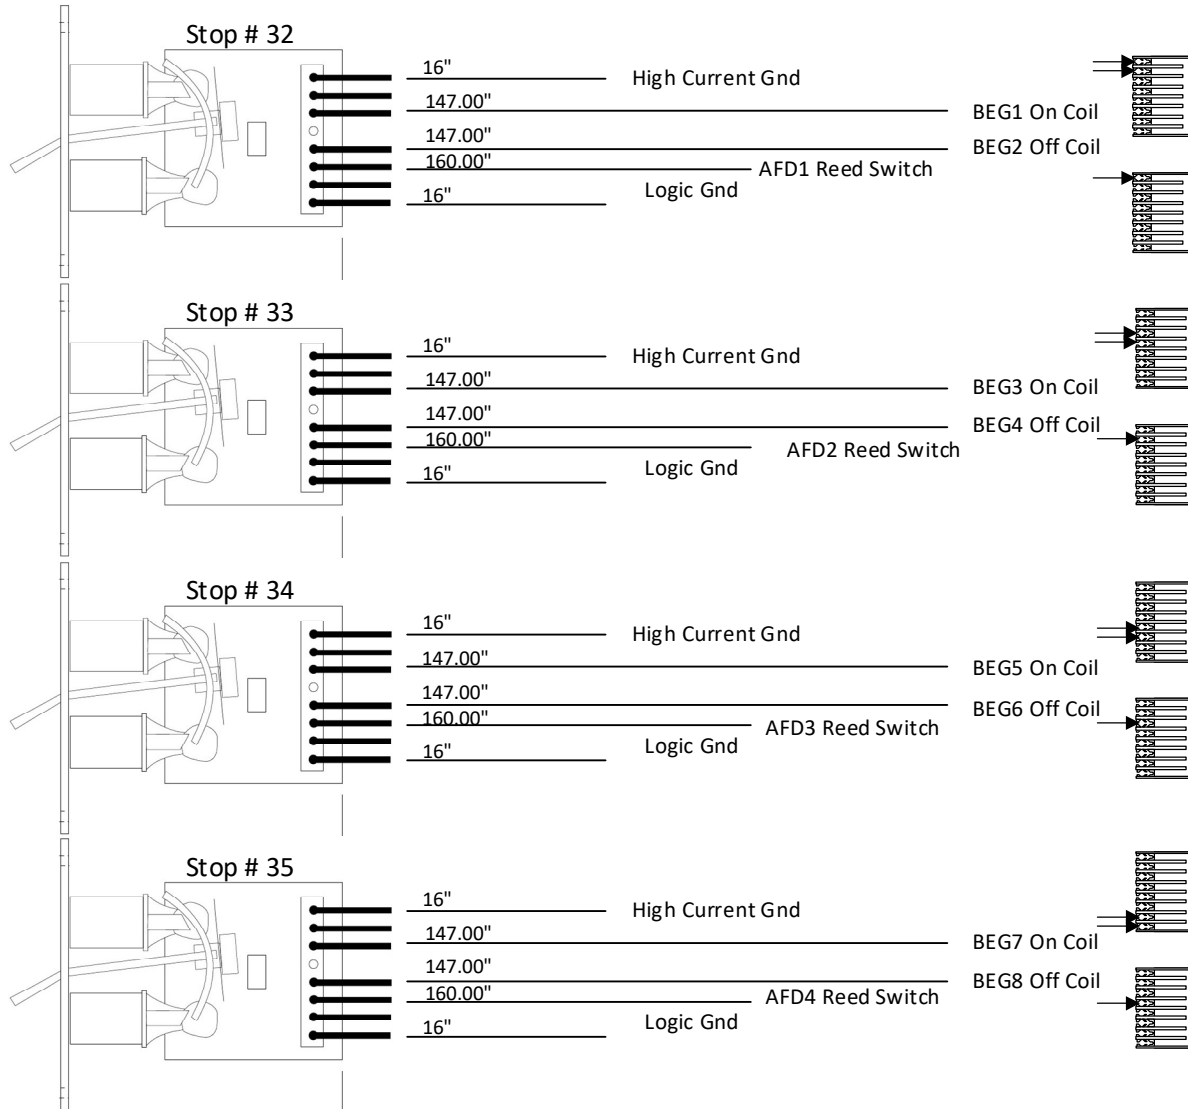 Stop # 32
16"
High Current Gnd
147.00"
BEG1 On Coil
147.00"
BEG2 Off Coil
160.00"
AFD1 Reed Switch
16"
Logic Gnd
Stop # 33
16"
High Current Gnd
147.00"
BEG3 On Coil
147.00"
BEG4 Off Coil
160.00"
AFD2 Reed Switch
16"
Logic Gnd
Stop # 34
16"
High Current Gnd
147.00"
BEG5 On Coil
147.00"
BEG6 Off Coil
160.00"
AFD3 Reed Switch
16"
Logic Gnd
Stop # 35
16"
High Current Gnd
147.00"
BEG7 On Coil
147.00"
BEG8 Off Coil
160.00"
AFD4 Reed Switch
16"
Logic Gnd